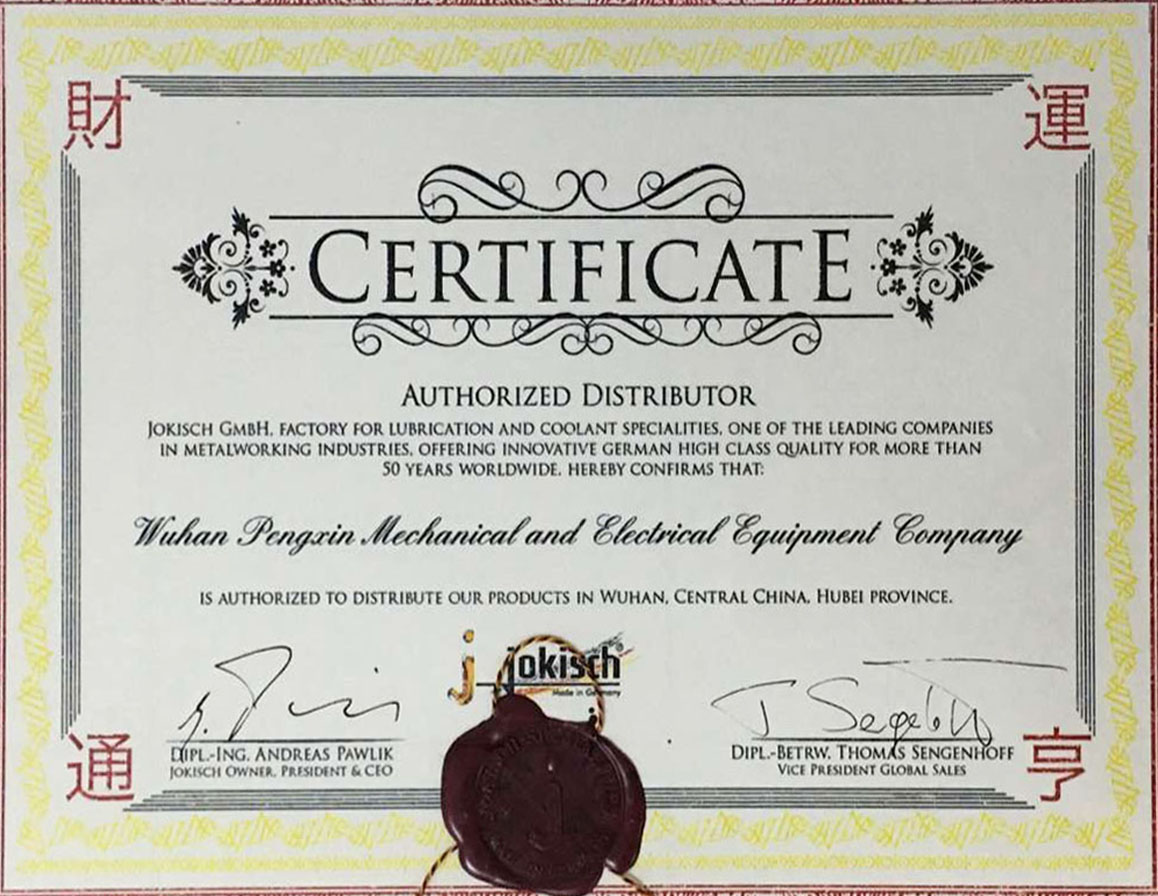 財 運
CERTIFICATE
AUTHORIZED DISTRIBUTOR
JOKISCH GMBH, FACTORY FOR LUBRICATION AND COOLANT SPECIALITIES, ONE OF THE LEADING COMPANIES
IN METALWORKING INDUSTRIES, OFFERING INNOVATIVE GERMAN HIGH CLASS QUALITY FOR MORE THAN
50 YEARS WORLDWIDE, HEREBY CONFIRMS THAT:
Wuhan Pengxin Mechanical and Electrical Equipment Company
IS AUTHORIZED TO DISTRIBUTE OUR PRODUCTS IN WUHAN, CENTRAL CHINA, HUBEI PROVINCE.
j jokisch
Made in Germany
DIPL.-ING. ANDREAS PAWLIK
JOKISCH OWNER, PRESIDENT & CEO
DIPL.-BETRW. THOMAS SENGENHOFF
VICE PRESIDENT GLOBAL SALES
通 亨